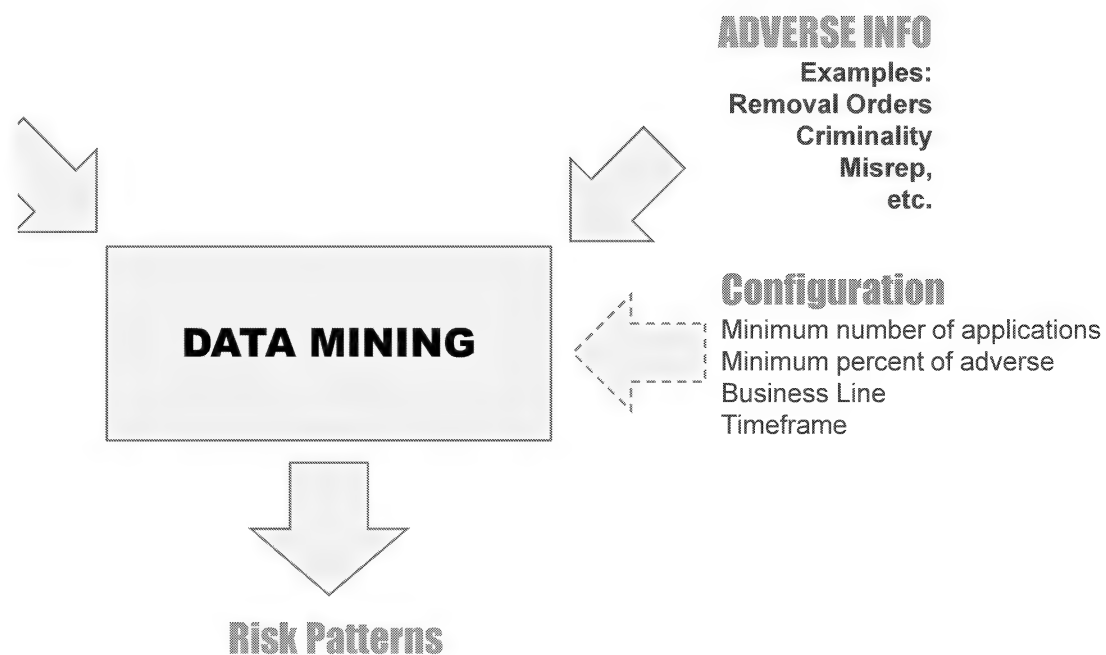 ADVERSE INFO
Examples:
Removal Orders
Criminality
Misrep,
etc.
DATA MINING
Configuration
Minimum number of applications
Minimum percent of adverse
Business Line
Timeframe
Risk Patterns